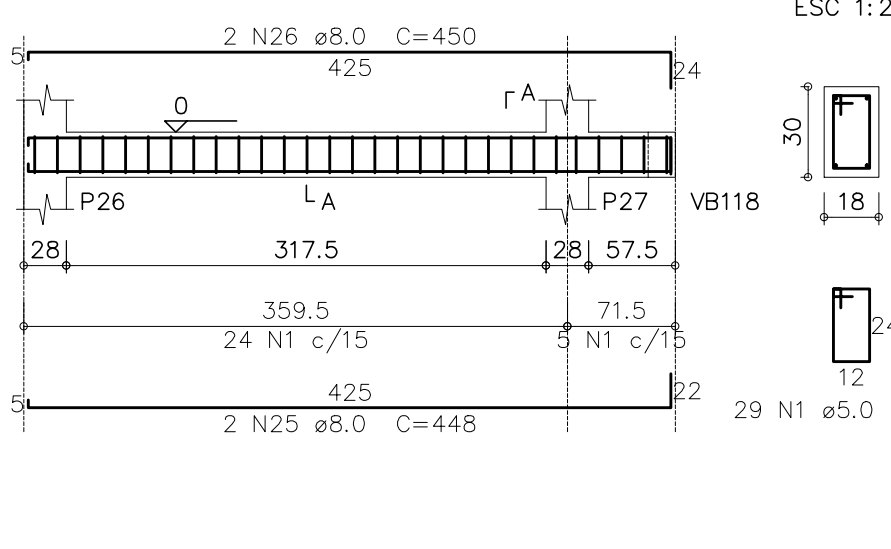 ESC 1:2
2 N26 ø8.0 C=450
5
425
24
A
0
30
A
P26
P27
VB118
18
28
317.5
28
57.5
359.5
71.5
24 N1 c/15
5 N1 c/15
24
12
5
425
22
2 N25 ø8.0 C=448
29 N1 ø5.0